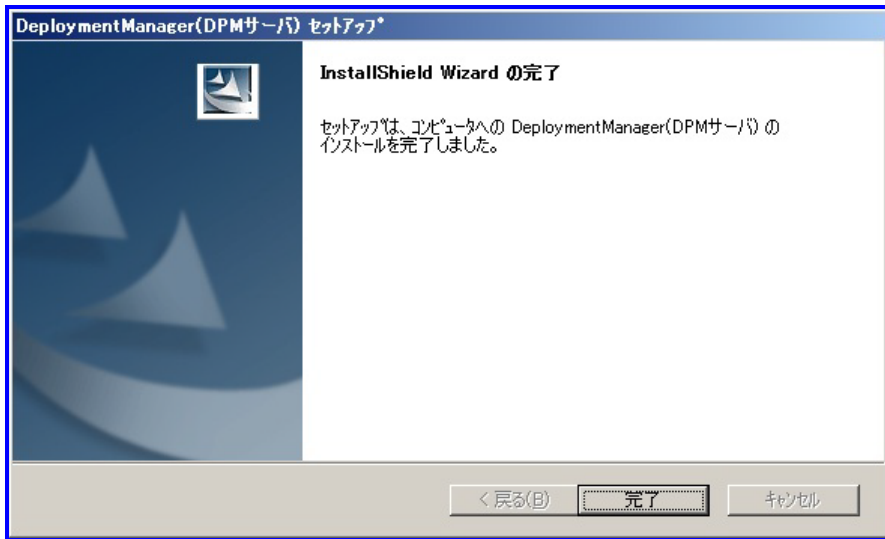 DeploymentManager(DPMサーバ) ｾｯﾄｱｯﾌﾟ
InstallShield Wizard の完了
ｾｯﾄｱｯﾌﾟは、ｺﾝﾋﾟｭｰﾀへの DeploymentManager(DPMサーバ) の
ｲﾝｽﾄｰﾙを完了しました。
< 戻る(B)
完了
ｷｬﾝｾﾙ